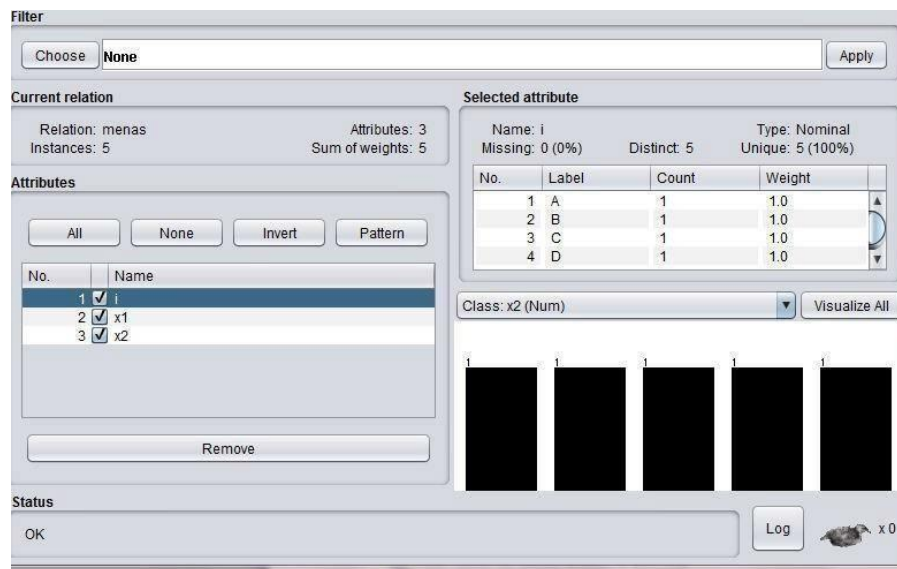 Filter
Choose None Apply
Current relation
Relation: menas Attributes: 3
Instances: 5 Sum of weights: 5
Attributes
All None Invert Pattern
No. Name
1 i
2 x1
3 x2
Remove
Selected attribute
Name: i Type: Nominal
Missing: 0 (0%) Distinct: 5 Unique: 5 (100%)
No. Label Count Weight
1 A 1 1.0
2 B 1 1.0
3 C 1 1.0
4 D 1 1.0
Class: x2 (Num) Visualize All
1 1 1 1 1
Status
OK Log x 0